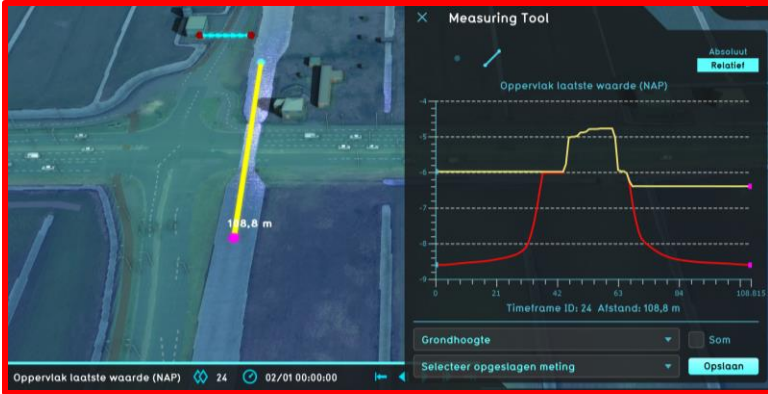 Measuring Tool
Absoluut
Relatief
Oppervlak laatste waarde (NAP)
-4
-5
-6
-7
-8
-9
0 21 42 63 84 108.815
Timeframe ID: 24 Afstand: 108,8 m
Grondhoogte
Som
Selecteer opgeslagen meting
Opslaan
108,8 m
Oppervlak laatste waarde (NAP) 24 02/01 00:00:00